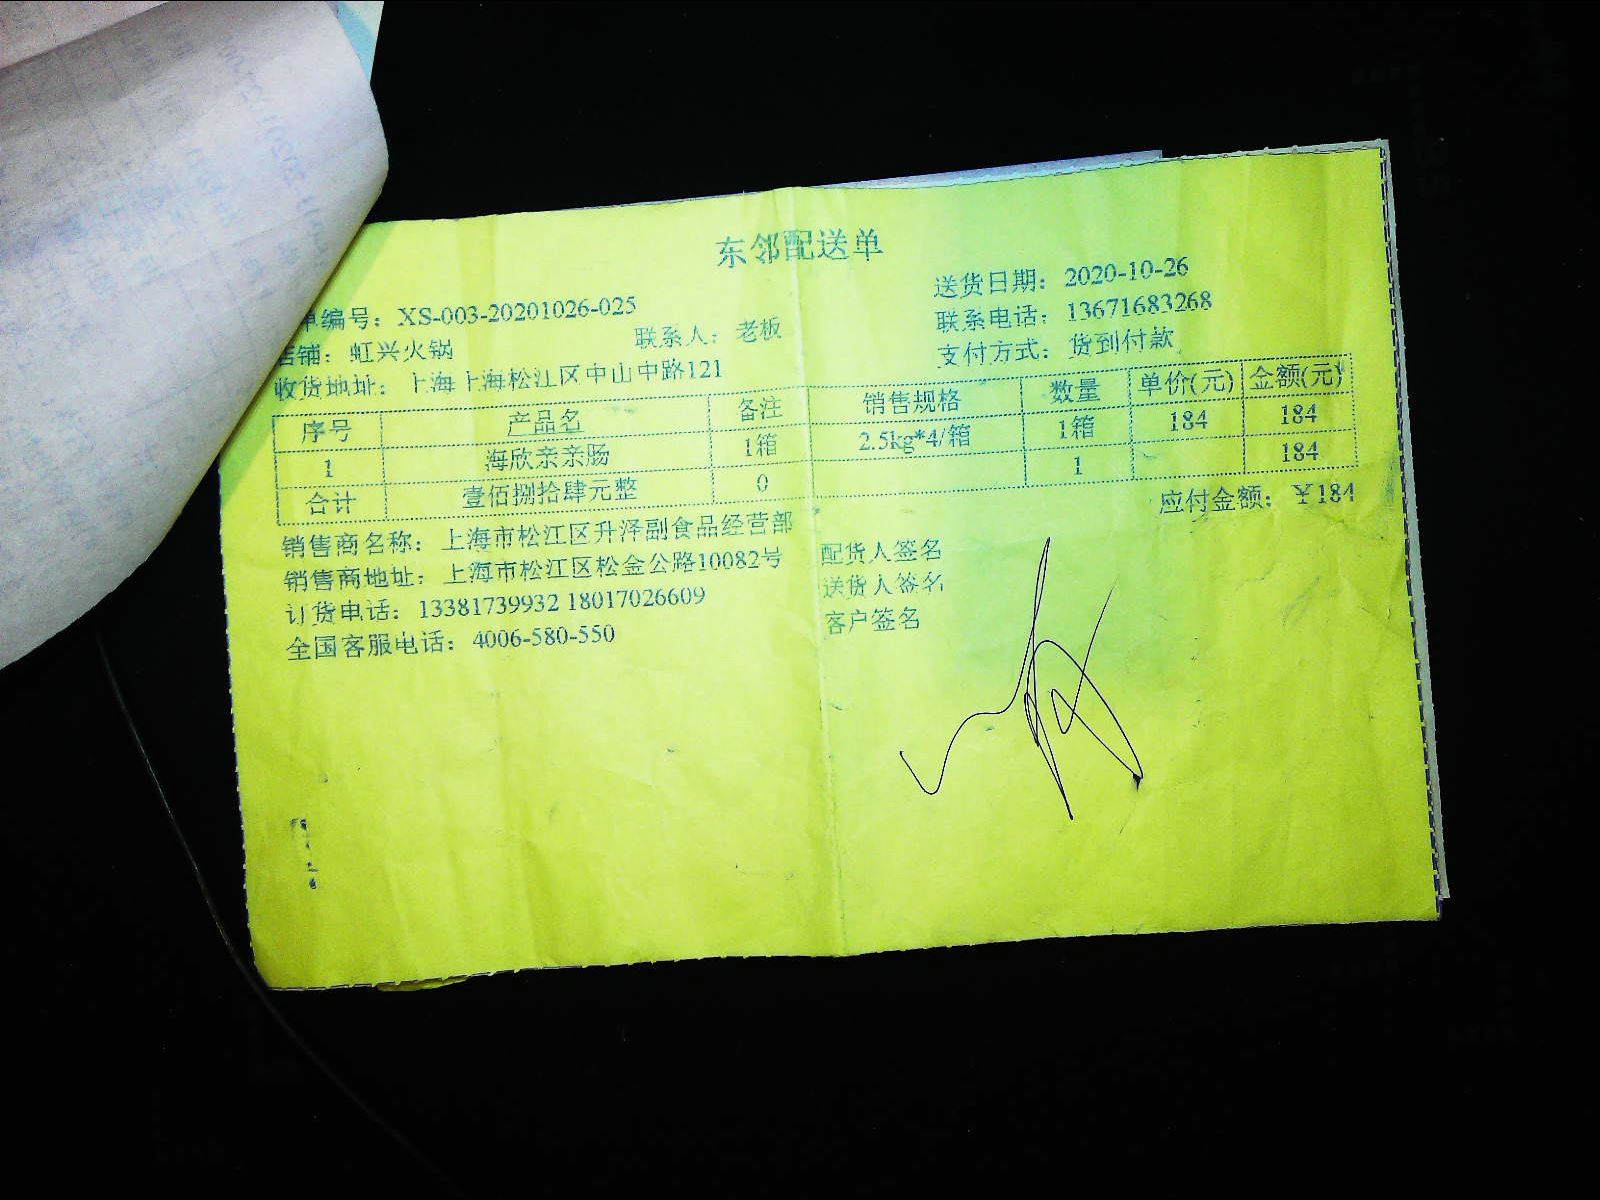 东邻配送单
单编号：XS-003-20201026-025 送货日期：2020-10-26
店铺：虹兴火锅 联系人：老板 联系电话：13671683268
收货地址：上海上海松江区中山中路121 支付方式：货到付款
序号 产品名 备注 销售规格 数量 单价(元) 金额(元)
1 海欣亲亲肠 1箱 2.5kg*4/箱 1箱 184 184
合计 壹佰捌拾肆元整 0 1 184
应付金额：￥184
销售商名称：上海市松江区升泽副食品经营部 配货人签名
销售商地址：上海市松江区松金公路10082号 送货人签名
订货电话：13381739932 18017026609 客户签名
全国客服电话：4006-580-550